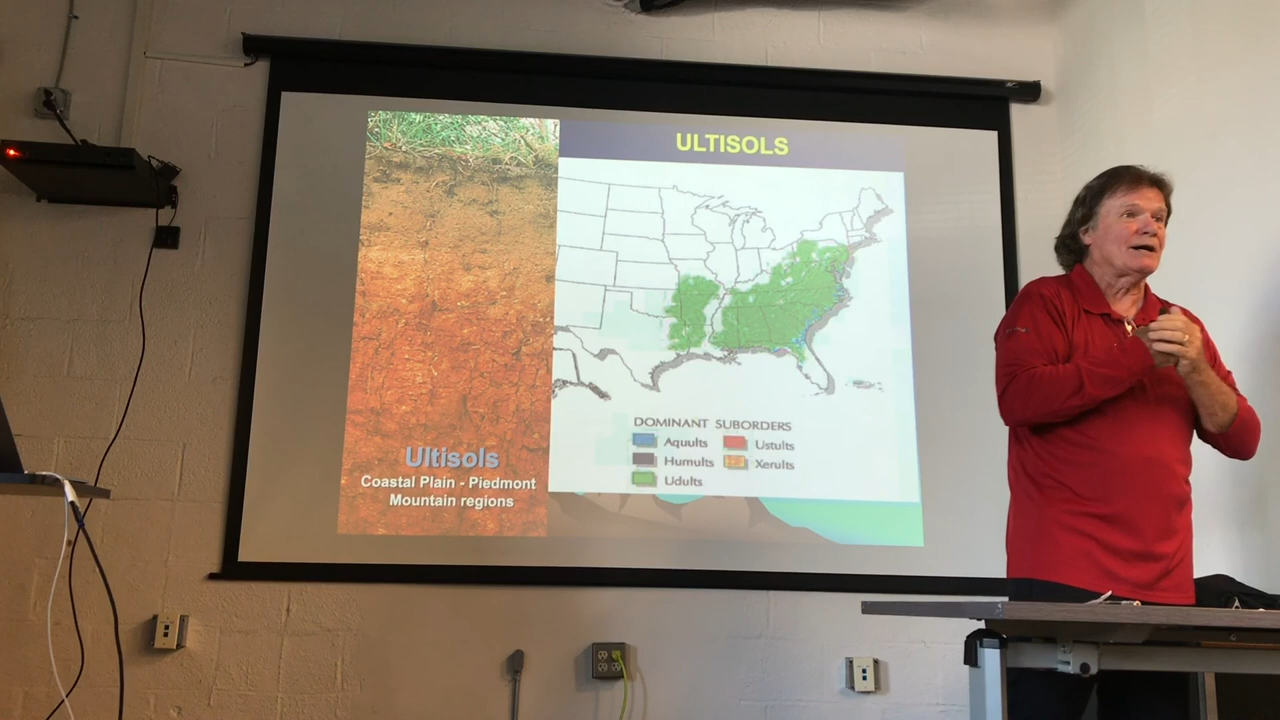 ULTISOLS
Ultisols
Coastal Plain - Piedmont
Mountain regions
DOMINANT SUBORDERS
Aquults
Ustults
Humults
Xerults
Udults